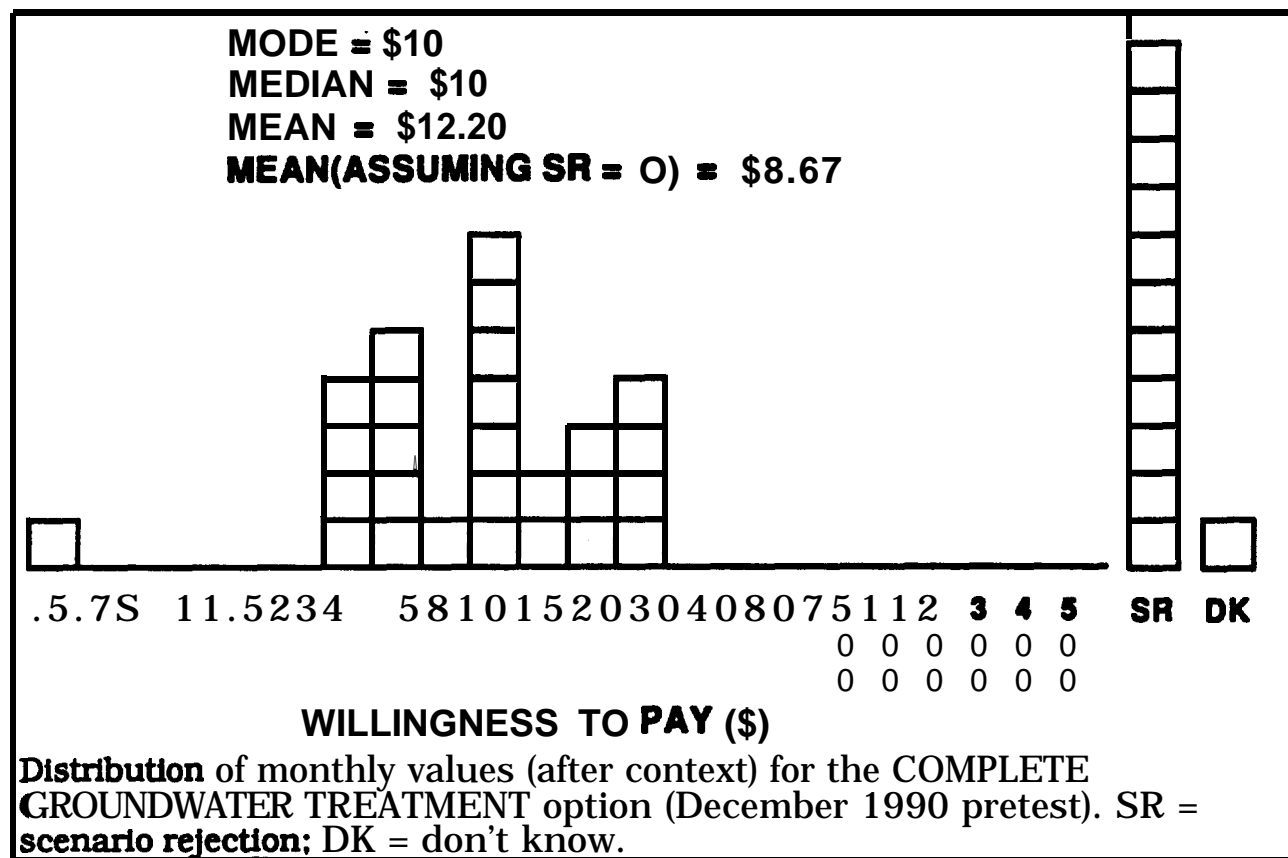 MODE = $10
MEDIAN = $10
MEAN = $12.20
MEAN(ASSUMING SR = O) = $8.67
.5.7S 11.5234 58101520304080751 1 2 3 4 5 SR DK
0 0 0 0 0 0
0 0 0 0 0 0
WILLINGNESS TO PAY ($)
Distribution of monthly values (after context) for the COMPLETE
GROUNDWATER TREATMENT option (December 1990 pretest). SR =
scenario rejection; DK = don't know.